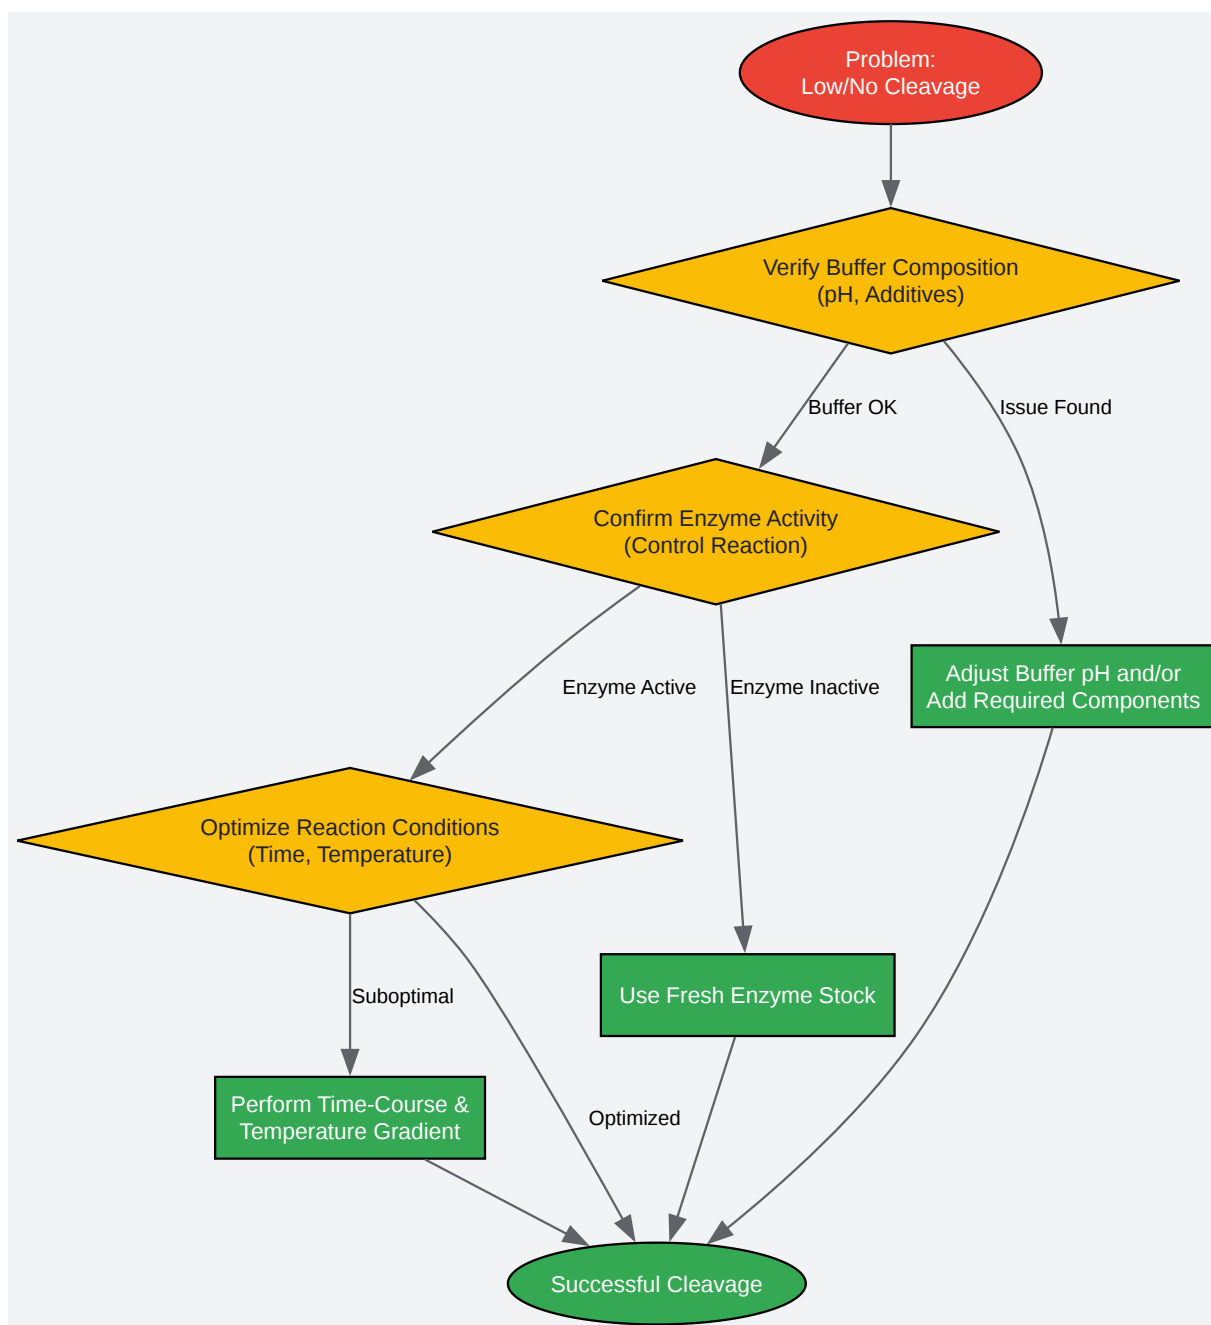 Problem:
Low/No Cleavage
Verify Buffer Composition
(pH, Additives)
Buffer OK
Issue Found
Confirm Enzyme Activity
(Control Reaction)
Enzyme Active
Enzyme Inactive
Adjust Buffer pH and/or
Add Required Components
Optimize Reaction Conditions
(Time, Temperature)
Suboptimal
Use Fresh Enzyme Stock
Perform Time-Course &
Temperature Gradient
Optimized
Successful Cleavage